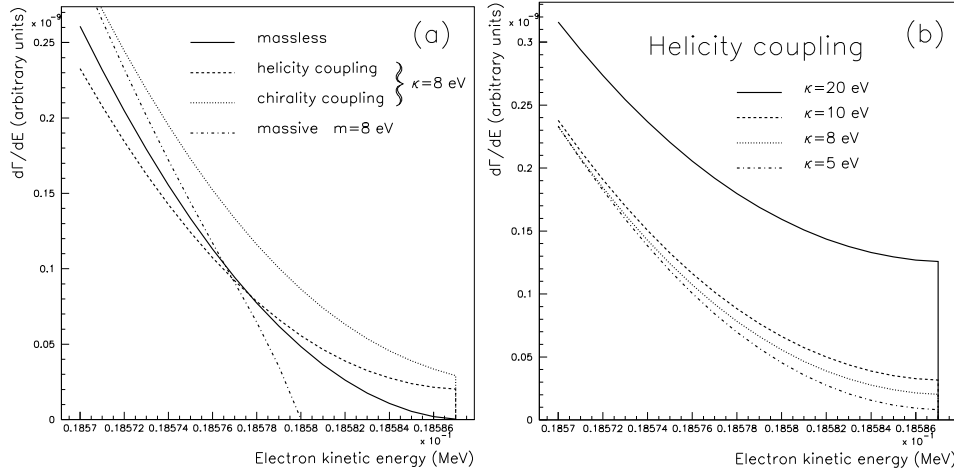 x 10⁻⁹
(a)
dΓ/dE (arbitrary units)
0.25
0.2
0.15
0.1
0.05
0
massless
helicity coupling
chirality coupling
κ=8 eV
massive m=8 eV
0.1857 0.18572 0.18574 0.18576 0.18578 0.1858 0.18582 0.18584 0.18586
x 10⁻¹
Electron kinetic energy (MeV)
x 10⁻⁹
(b)
Helicity coupling
dΓ/dE (arbitrary units)
0.3
0.25
0.2
0.15
0.1
0.05
0
κ=20 eV
κ=10 eV
κ=8 eV
κ=5 eV
0.1857 0.18572 0.18574 0.18576 0.18578 0.1858 0.18582 0.18584 0.18586
x 10⁻¹
Electron kinetic energy (MeV)